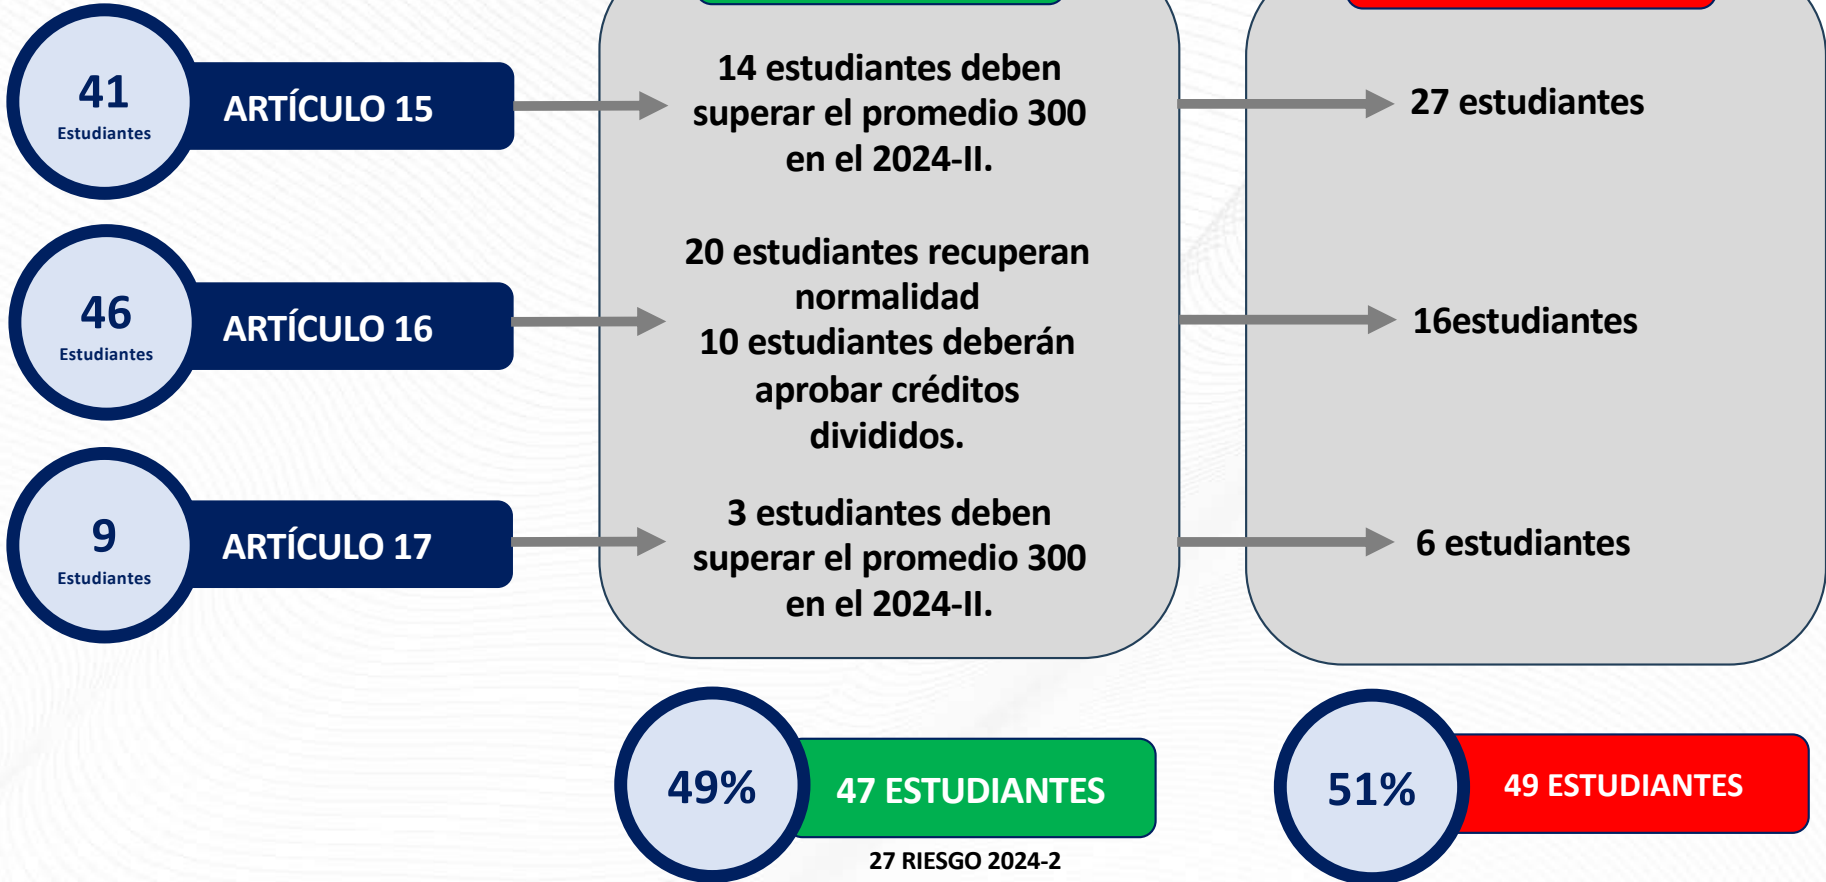 41
Estudiantes
ARTÍCULO 15
14 estudiantes deben
superar el promedio 300
en el 2024-II.
27 estudiantes
46
Estudiantes
ARTÍCULO 16
20 estudiantes recuperan
normalidad
10 estudiantes deberán
aprobar créditos
divididos.
16estudiantes
9
Estudiantes
ARTÍCULO 17
3 estudiantes deben
superar el promedio 300
en el 2024-II.
6 estudiantes
49%
47 ESTUDIANTES
27 RIESGO 2024-2
51%
49 ESTUDIANTES